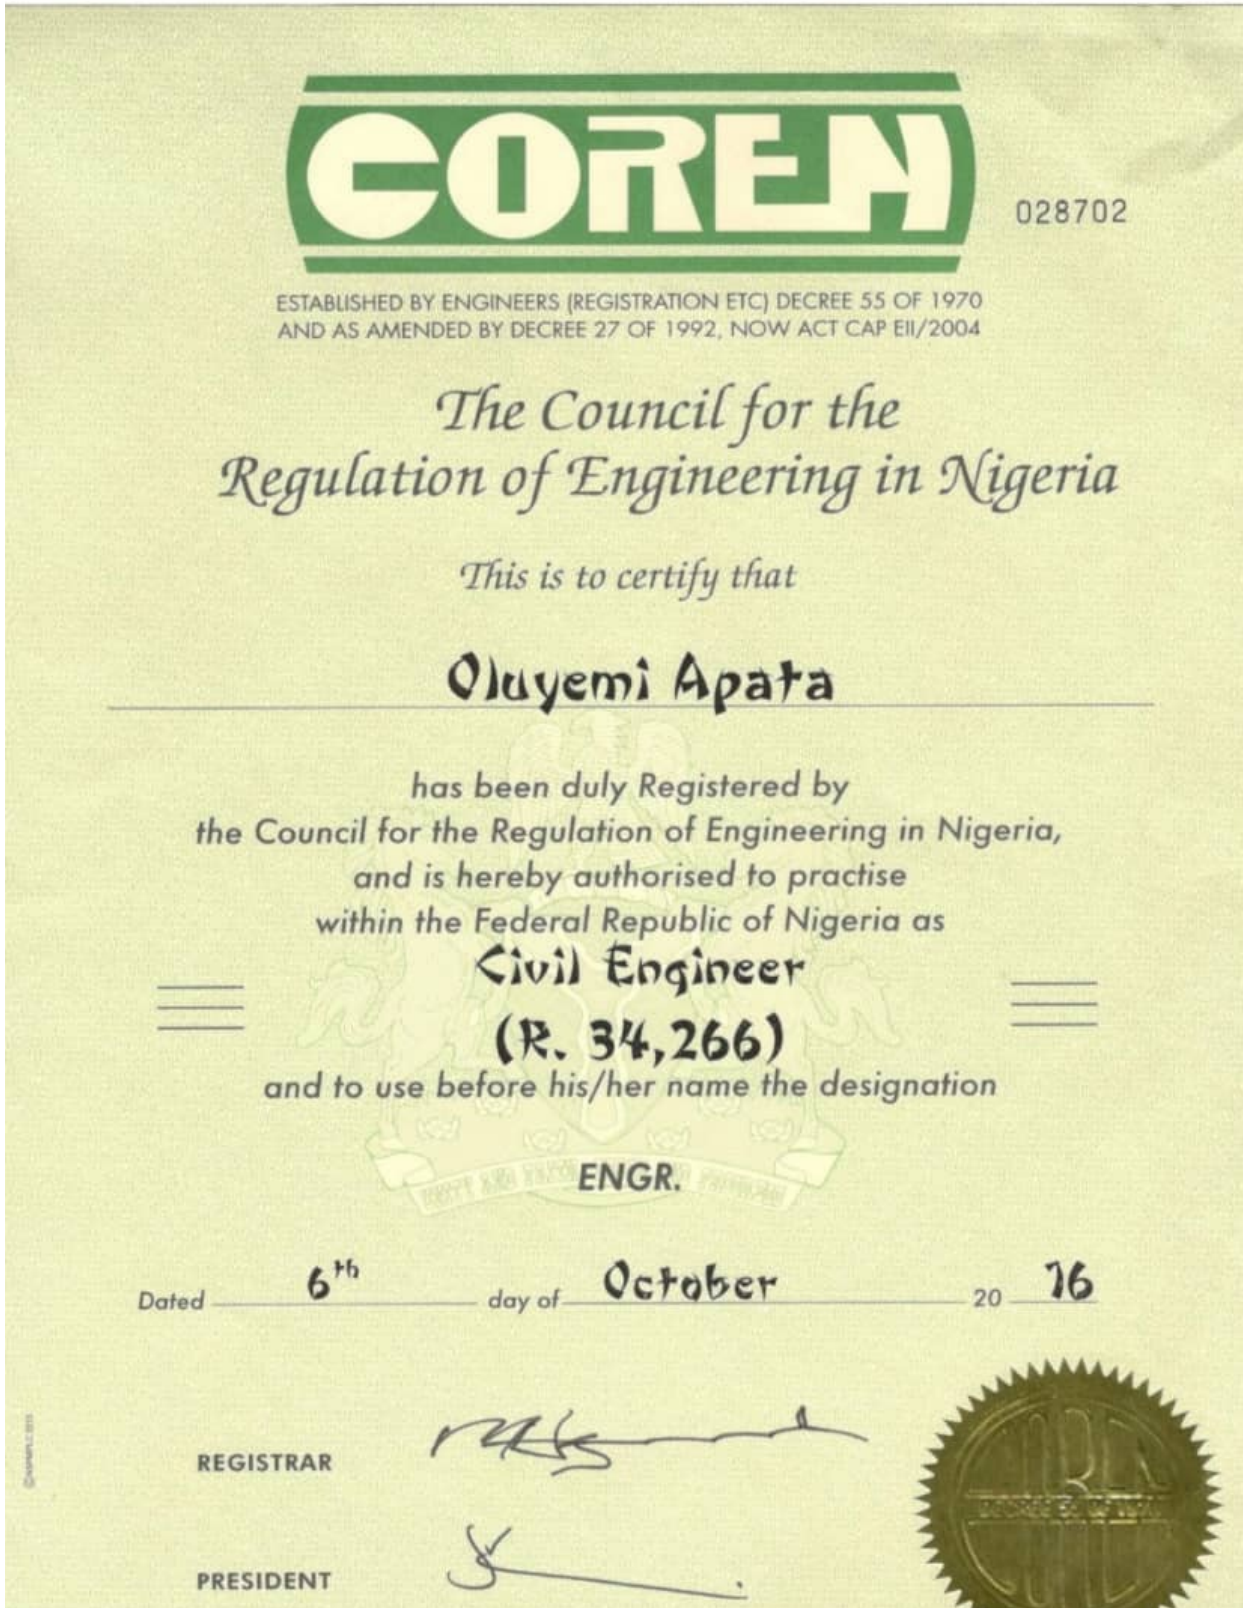 COREN
028702
ESTABLISHED BY ENGINEERS (REGISTRATION ETC) DECREE 55 OF 1970
AND AS AMENDED BY DECREE 27 OF 1992, NOW ACT CAP EII/2004
The Council for the
Regulation of Engineering in Nigeria
This is to certify that
Oluyemi Apata
has been duly Registered by
the Council for the Regulation of Engineering in Nigeria,
and is hereby authorised to practise
within the Federal Republic of Nigeria as
Civil Engineer
(R. 34,266)
and to use before his/her name the designation
ENGR.
Dated 6th day of October 20 16
REGISTRAR
PRESIDENT
COREN